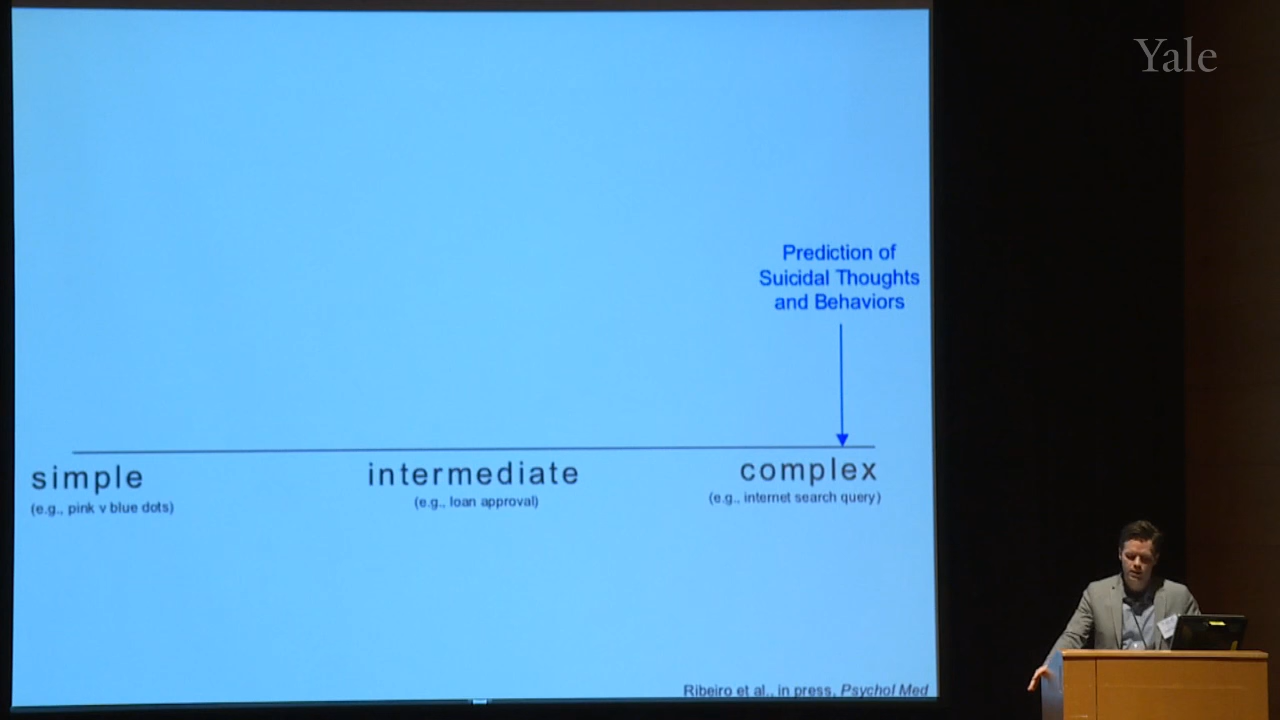 Yale
Prediction of
Suicidal Thoughts
and Behaviors
simple
intermediate
complex
(e.g., pink v blue dots)
(e.g., loan approval)
(e.g., internet search query)
Ribeiro et al., in press, Psychol Med